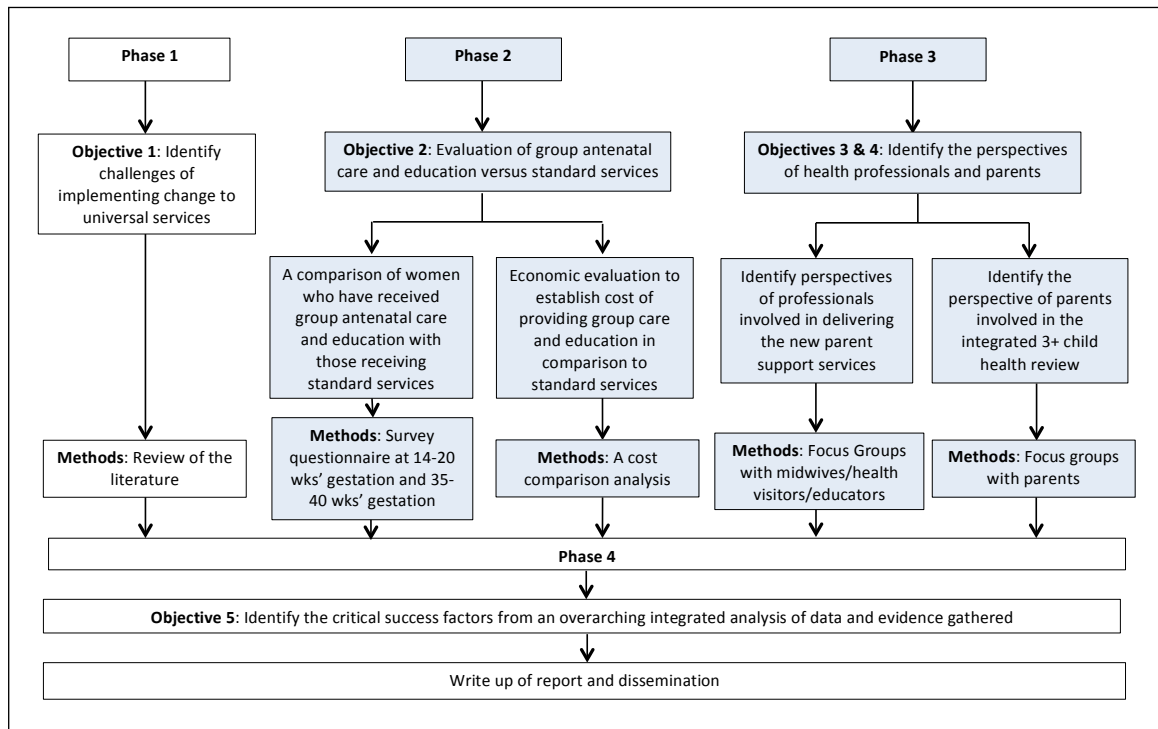 Phase 1
Phase 2
Phase 3
Objective 1: Identify
challenges of
implementing change to
universal services
Objective 2: Evaluation of group antenatal
care and education versus standard services
Objectives 3 & 4: Identify the perspectives
of health professionals and parents
A comparison of women
who have received
group antenatal care
and education with
those receiving
standard services
Economic evaluation to
establish cost of
providing group care
and education in
comparison to
standard services
Identify perspectives
of professionals
involved in delivering
the new parent
support services
Identify the
perspective of parents
involved in the
integrated 3+ child
health review
Methods: Review of the
literature
Methods: Survey
questionnaire at 14-20
wks’ gestation and 35-
40 wks’ gestation
Methods: A cost
comparison analysis
Methods: Focus Groups
with midwives/health
visitors/educators
Methods: Focus groups
with parents
Phase 4
Objective 5: Identify the critical success factors from an overarching integrated analysis of data and evidence gathered
Write up of report and dissemination